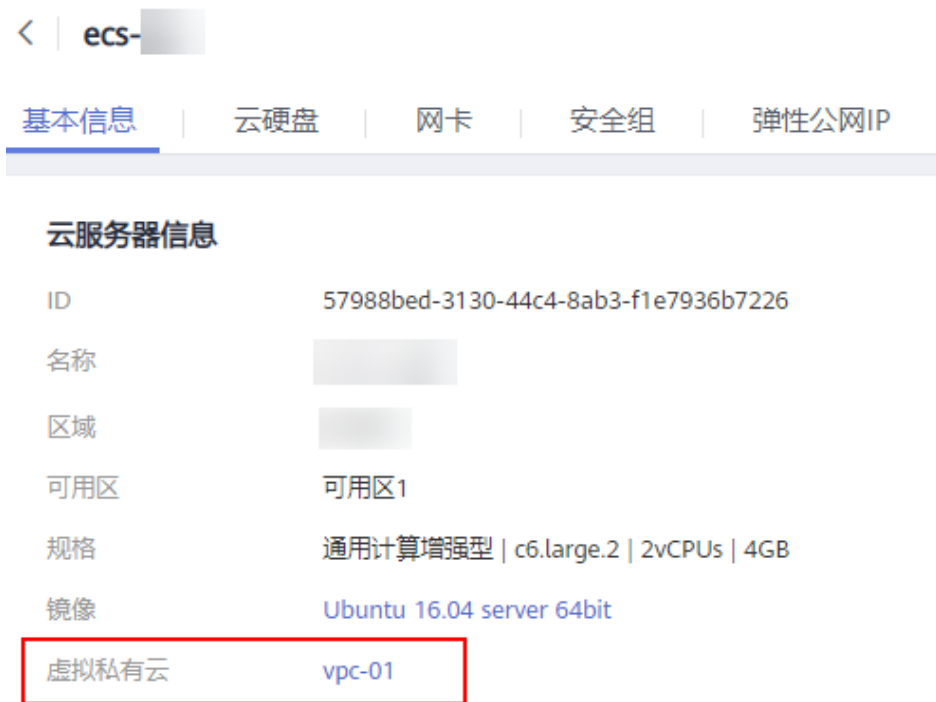 ecs-
基本信息 云硬盘 网卡 安全组 弹性公网IP
云服务器信息
ID 57988bed-3130-44c4-8ab3-f1e7936b7226
名称
区域
可用区 可用区1
规格 通用计算增强型 | c6.large.2 | 2vCPUs | 4GB
镜像 Ubuntu 16.04 server 64bit
虚拟私有云 vpc-01